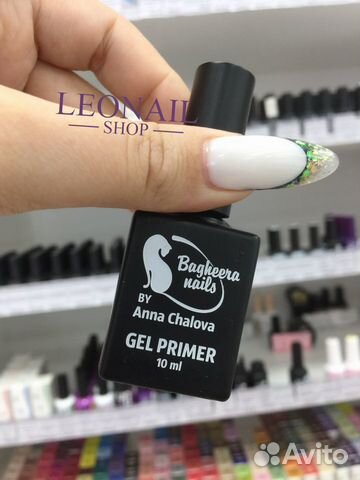 LEONAIL
SHOP
Bagheera
nails
BY
Anna Chalova
GEL PRIMER
10 ml
Avito